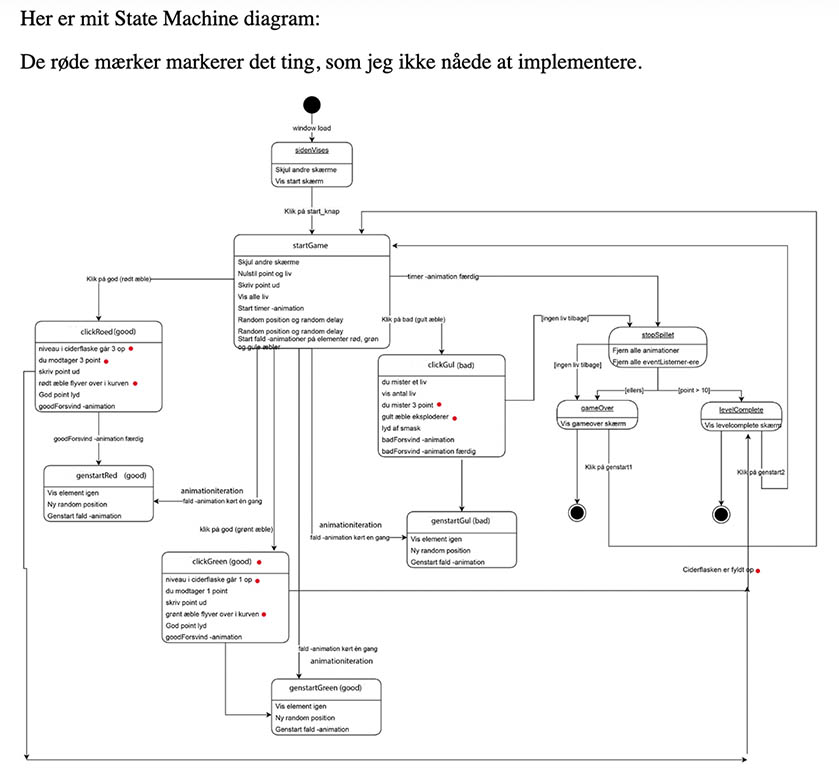 Her er mit State Machine diagram:
De røde mærker markerer det ting, som jeg ikke nåede at implementere.
window load
sidenVises
Skjul andre skærme
Vis start skærm
Klik på start_knap
startGame
Skjul andre skærme
Nulstil point og liv
Skriv point ud
Vis alle liv
Start timer -animation
Random position og random delay
Random position og random delay
Start fald -animationer på elementer rød, grøn
og gule æbler
Klik på god (rødt æble)
timer -animation færdig
clickRoed (good)
niveau i ciderflaske går 3 op
du modtager 3 point
skriv point ud
rødt æble flyver over i kurven
God point lyd
goodForsvind -animation
goodForsvind -animation færdig
genstartRed (good)
Vis element igen
Ny random position
Genstart fald -animation
animationiteration
fald -animation kørt én gang
Klik på bad (gult æble)
clickGul (bad)
du mister et liv
vis antal liv
du mister 3 point
gult æble eksploderer
lyd af smask
badForsvind -animation
badForsvind -animation færdig
[ingen liv tilbage]
stopSpillet
Fjern alle animationer
Fjern alle eventListerner-ere
[ingen liv tilbage]
[ellers]
[point > 10]
gameOver
Vis gameover skærm
levelComplete
Vis levelcomplete skærm
Klik på genstart1
Klik på genstart2
animationiteration
fald -animation kørt en gang
genstartGul (bad)
Vis element igen
Ny random position
Genstart fald -animation
klik på god (grønt æble)
clickGreen (good)
niveau i ciderflaske går 1 op
du modtager 1 point
skriv point ud
grønt æble flyver over i kurven
God point lyd
goodForsvind -animation
Ciderflasken er fyldt op
fald -animation kørt én gang
animationiteration
genstartGreen (good)
Vis element igen
Ny random position
Genstart fald -animation